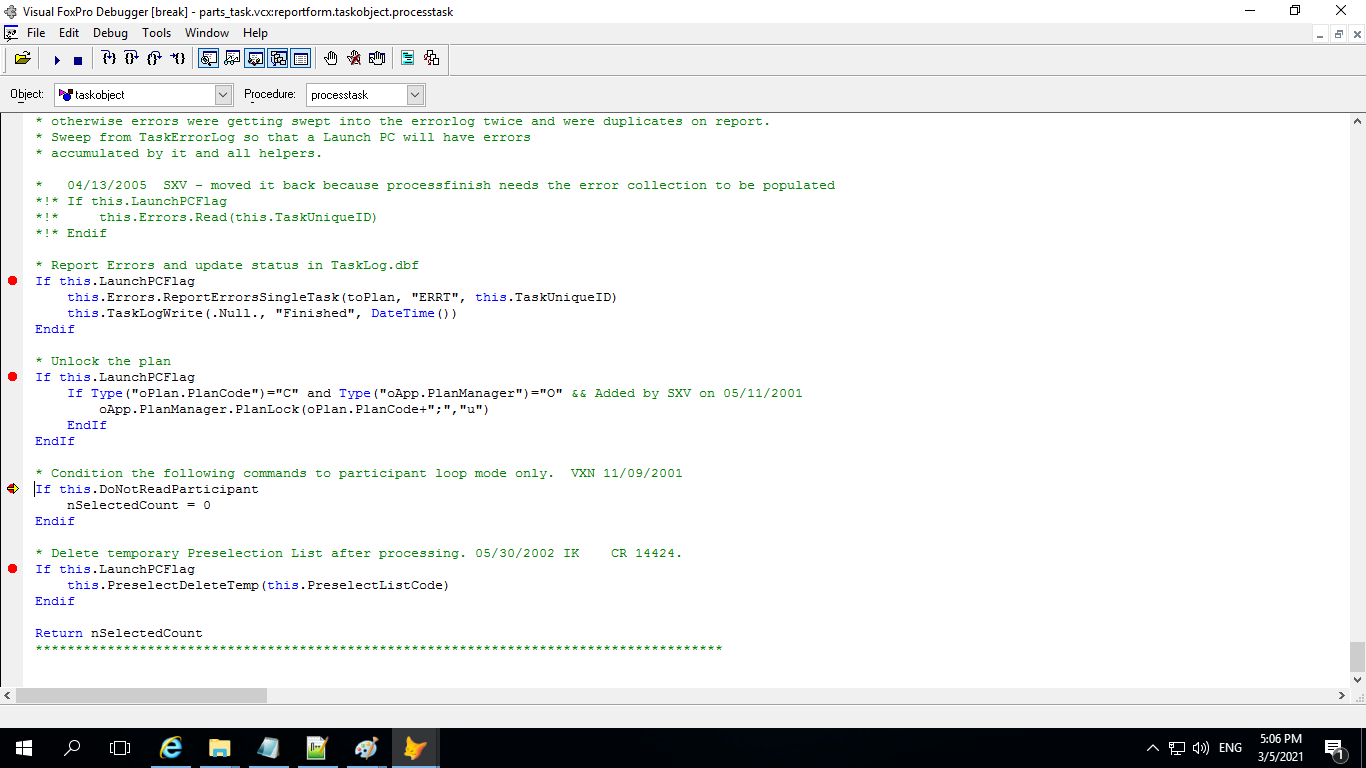 Visual FoxPro Debugger [break] - parts_task.vcx:reportform.taskobject.processtask
File Edit Debug Tools Window Help
Object: taskobject Procedure: processtask
* otherwise errors were getting swept into the errorlog twice and were duplicates on report.
* Sweep from TaskErrorLog so that a Launch PC will have errors
* accumulated by it and all helpers.
*   04/13/2005  SXV - moved it back because processfinish needs the error collection to be populated
*!* If this.LaunchPCFlag
*!*     this.Errors.Read(this.TaskUniqueID)
*!* Endif
* Report Errors and update status in TaskLog.dbf
If this.LaunchPCFlag
    this.Errors.ReportErrorsSingleTask(toPlan, "ERRT", this.TaskUniqueID)
    this.TaskLogWrite(.Null., "Finished", DateTime())
Endif
* Unlock the plan
If this.LaunchPCFlag
    If Type("oPlan.PlanCode")="C" and Type("oApp.PlanManager")="O" && Added by SXV on 05/11/2001
        oApp.PlanManager.PlanLock(oPlan.PlanCode+";","u")
    EndIf
EndIf
* Condition the following commands to participant loop mode only.  VXN 11/09/2001
If this.DoNotReadParticipant
    nSelectedCount = 0
Endif
* Delete temporary Preselection List after processing. 05/30/2002 IK    CR 14424.
If this.LaunchPCFlag
    this.PreselectDeleteTemp(this.PreselectListCode)
Endif
Return nSelectedCount
**************************************************************************************
ENG
5:06 PM
3/5/2021
1